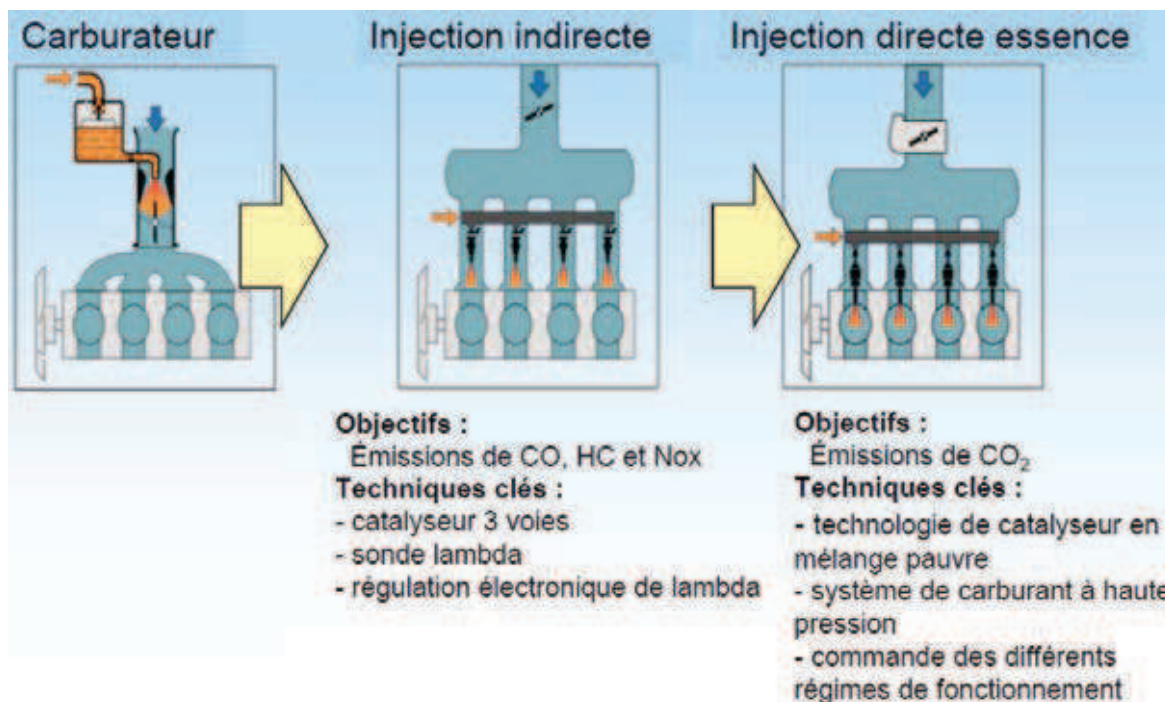 Carburateur
Injection indirecte
Injection directe essence
Objectifs :
Émissions de CO, HC et Nox
Techniques clés :
- catalyseur 3 voies
- sonde lambda
- régulation électronique de lambda
Objectifs :
Émissions de CO₂
Techniques clés :
- technologie de catalyseur en
mélange pauvre
- système de carburant à haute
pression
- commande des différents
régimes de fonctionnement